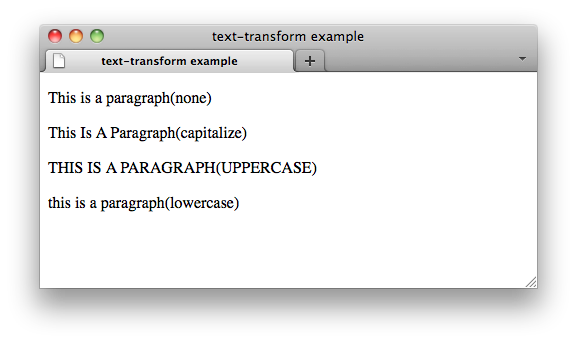 text-transform example
text-transform example
This is a paragraph(none)
This Is A Paragraph(capitalize)
THIS IS A PARAGRAPH(UPPERCASE)
this is a paragraph(lowercase)